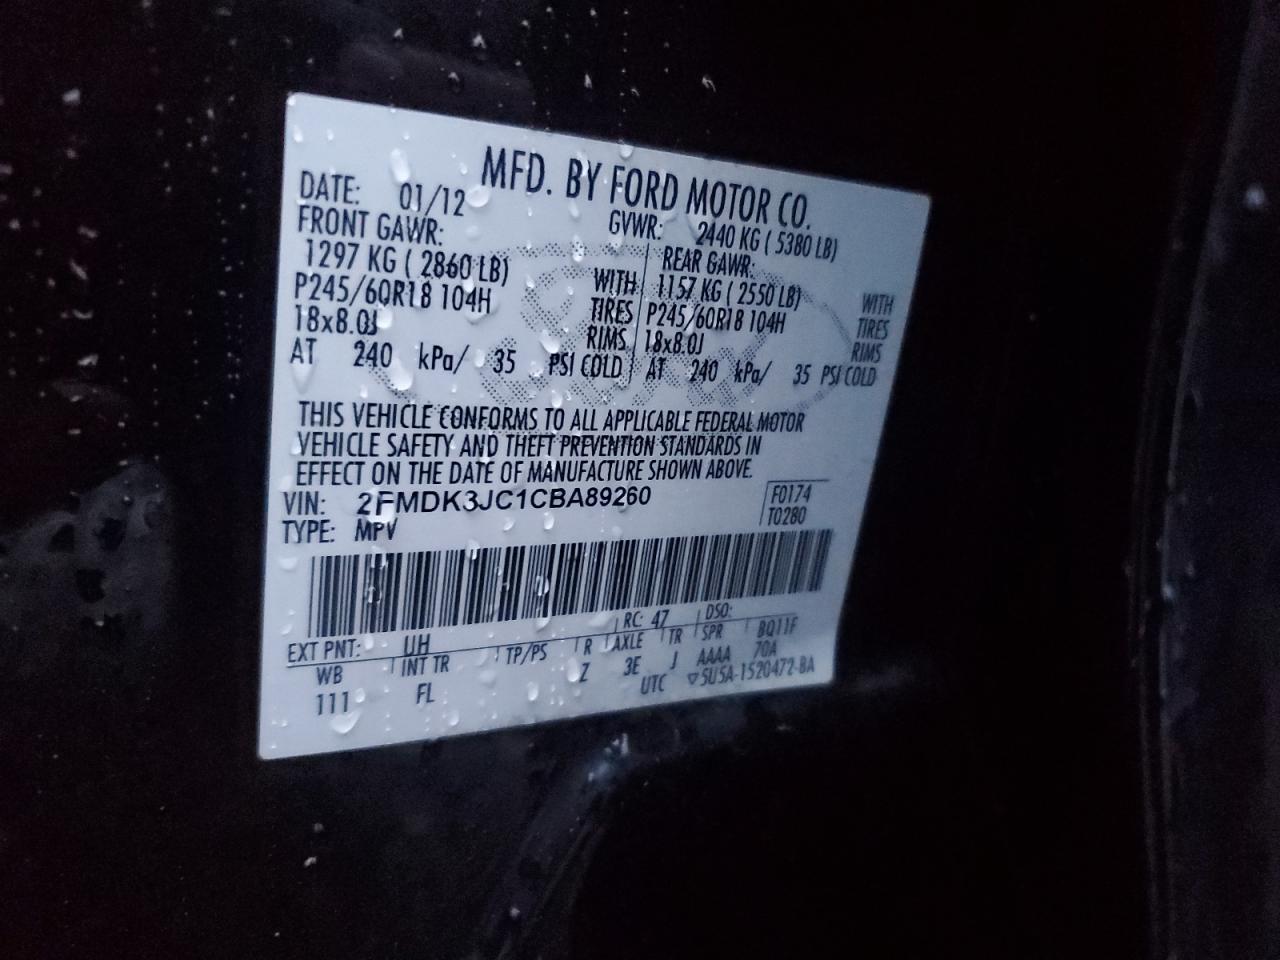 MFD. BY FORD MOTOR CO.
DATE: 01/12 GVWR: 2440 KG ( 5380 LB)
FRONT GAWR: REAR GAWR:
1297 KG ( 2860 LB) WITH 1157 KG ( 2550 LB) WITH
P245/60R18 104H TIRES P245/60R18 104H TIRES
18x8.0J RIMS 18x8.0J RIMS
AT 240 kPa/ 35 PSI COLD AT 240 kPa/ 35 PSI COLD
THIS VEHICLE CONFORMS TO ALL APPLICABLE FEDERAL MOTOR
VEHICLE SAFETY AND THEFT PREVENTION STANDARDS IN
EFFECT ON THE DATE OF MANUFACTURE SHOWN ABOVE.
VIN: 2FMDK3JC1CBA89260 F0174
TYPE: MPV T0280
EXT PNT: UH RC: 47 DSO: BQ11F
WB INT TR TP/PS R AXLE TR SPR 70A
111 FL Z 3E J AAAA
UTC ▽5U5A-1520472-BA